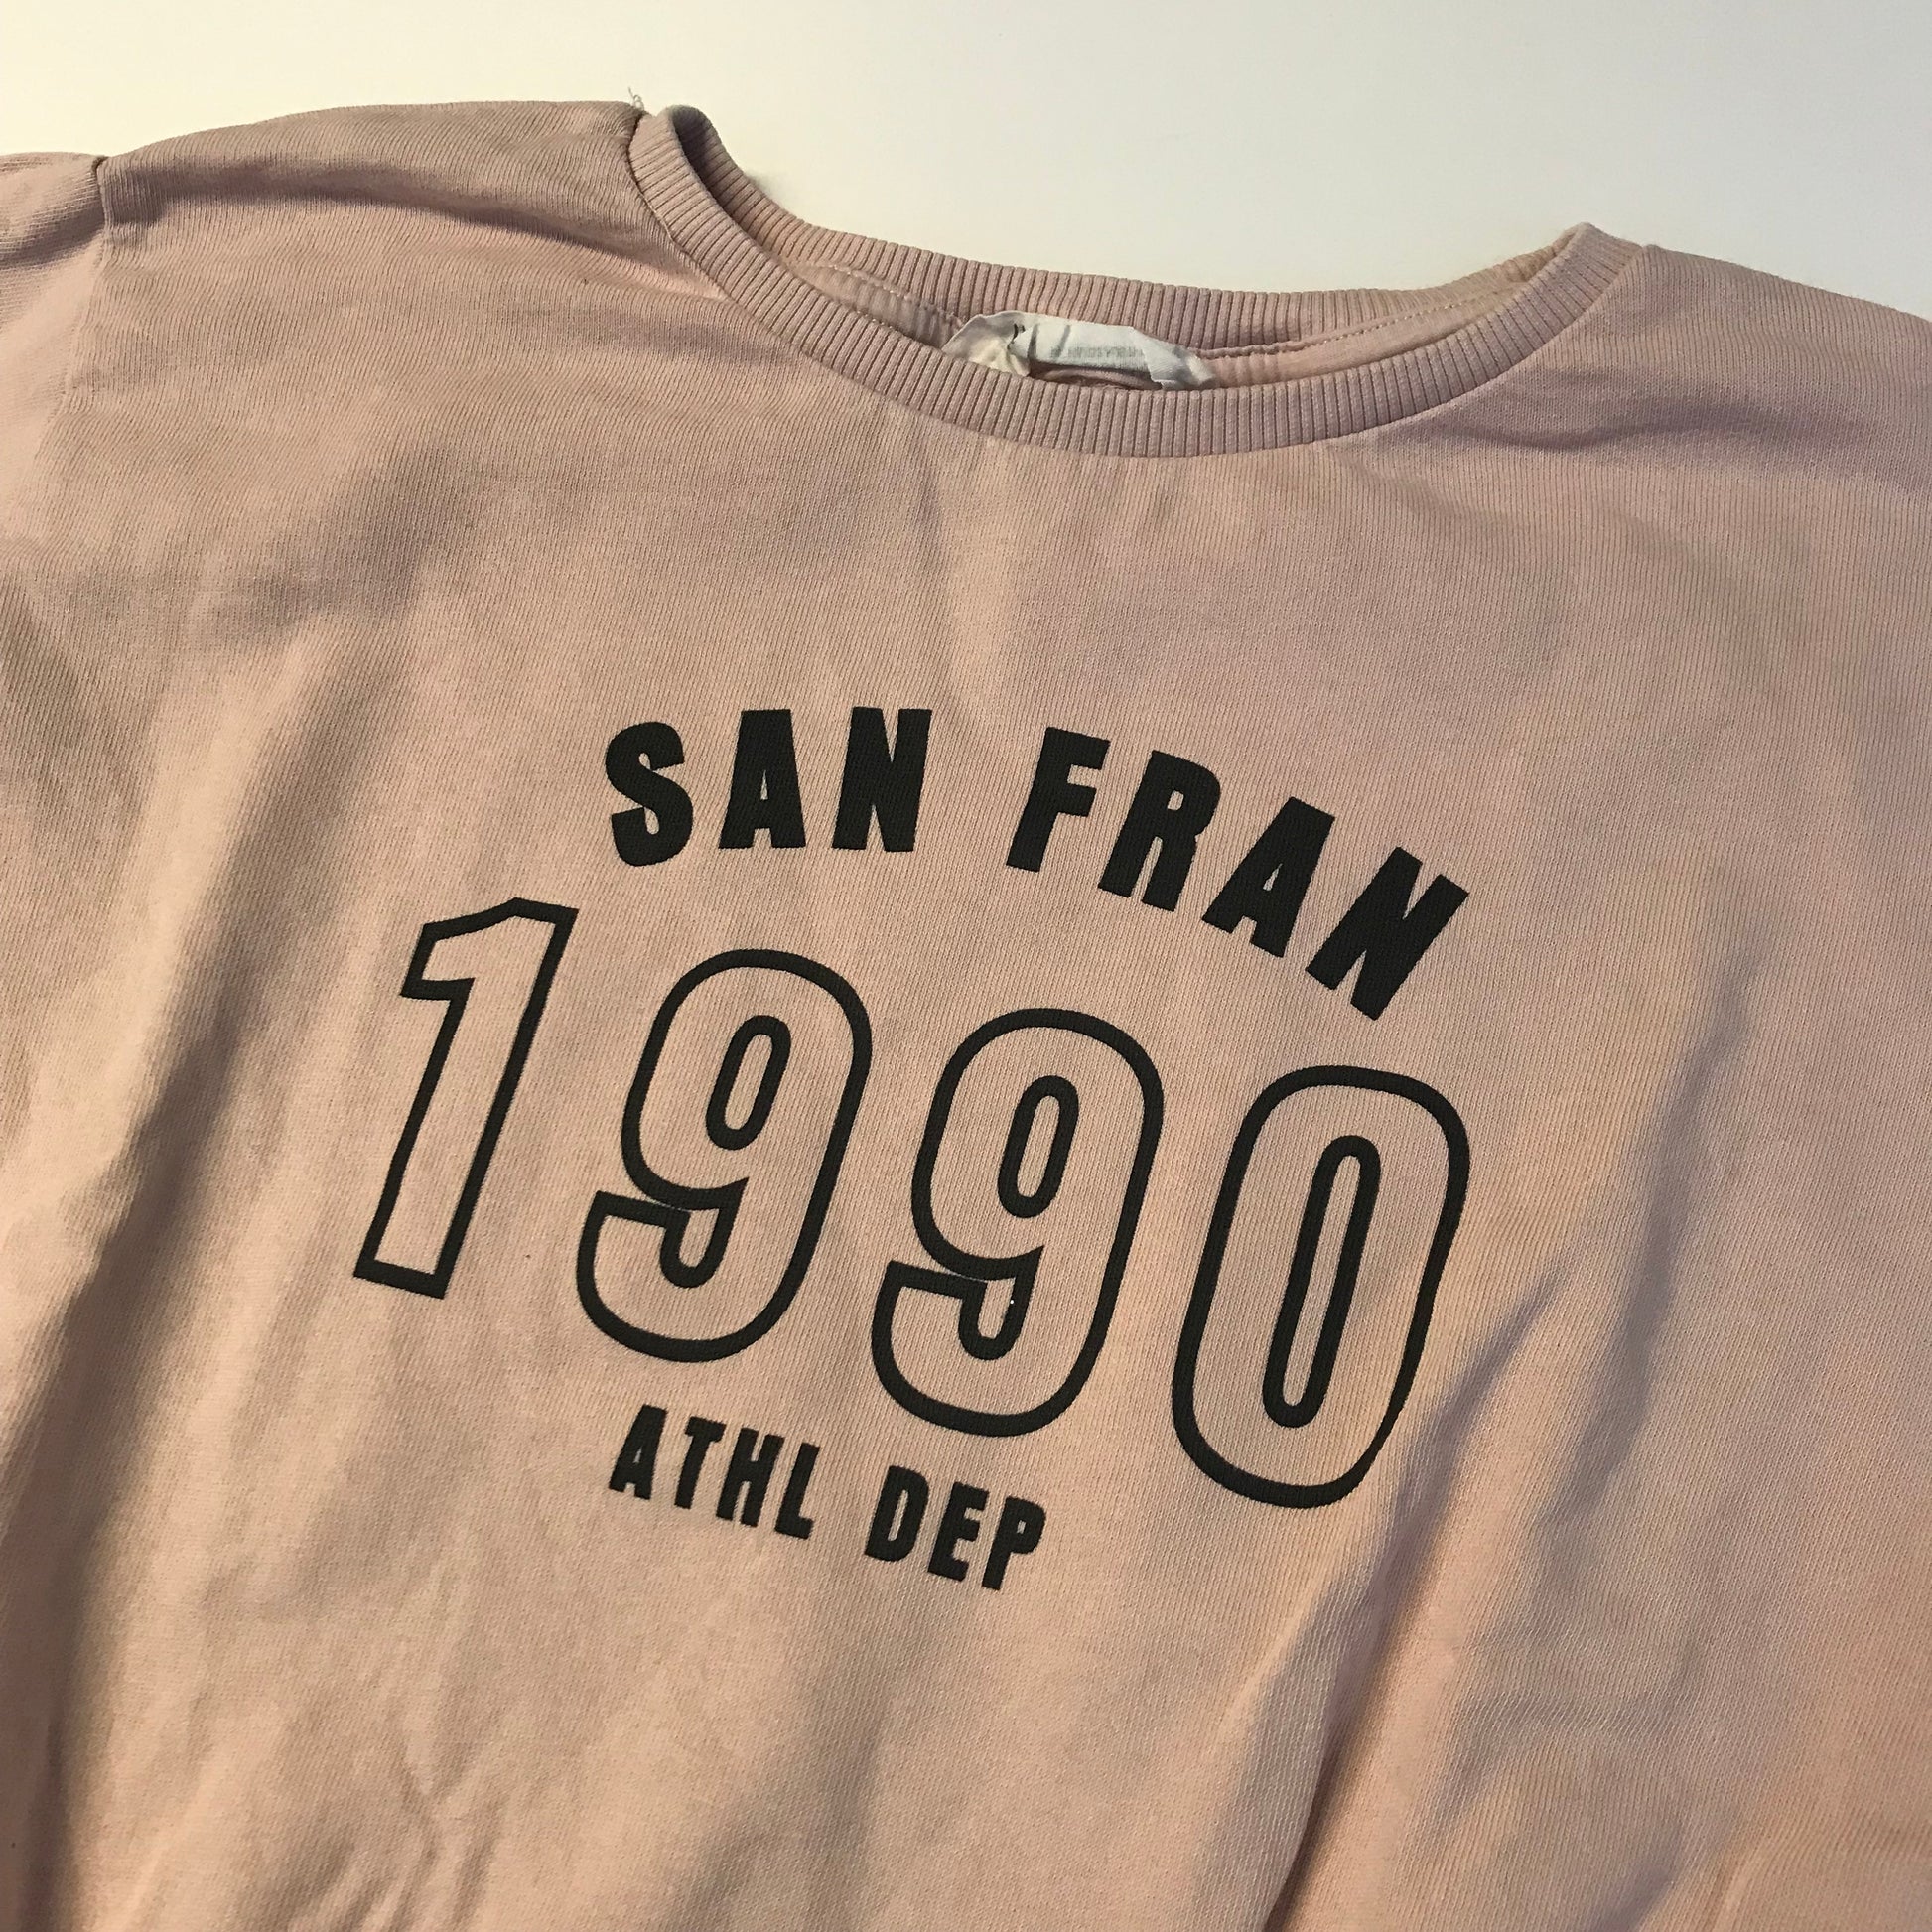 SAN FRAN
1990
ATHL DEP